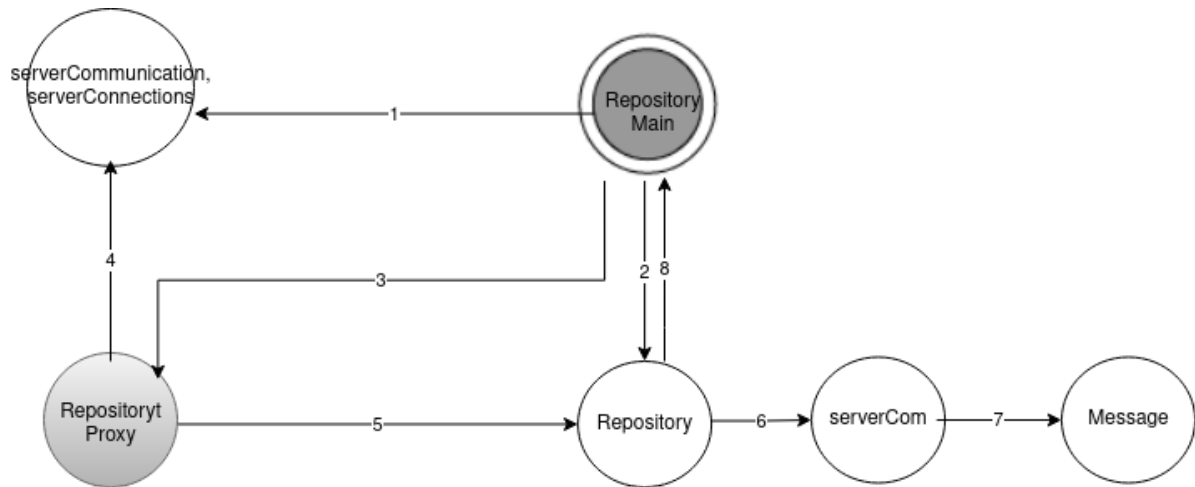 serverCommunication,
serverConnections
Repository
Main
1
4
3
2
8
Repositoryt
Proxy
5
Repository
6
serverCom
7
Message